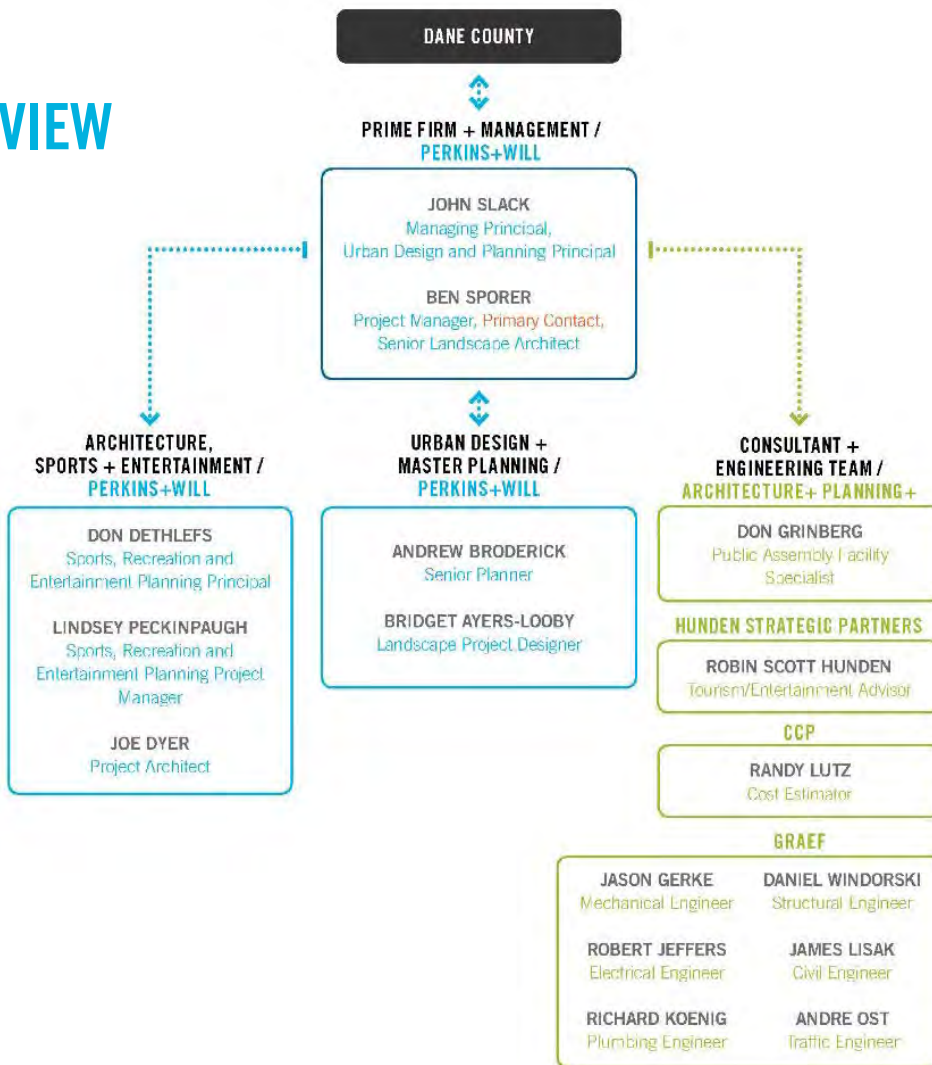 DANE COUNTY
VIEW
PRIME FIRM + MANAGEMENT /
PERKINS+WILL
JOHN SLACK
Managing Principal,
Urban Design and Planning Principal
BEN SPORER
Project Manager, Primary Contact,
Senior Landscape Architect
ARCHITECTURE,
SPORTS + ENTERTAINMENT /
PERKINS+WILL
DON DETHLEFS
Sports, Recreation and
Entertainment Planning Principal
LINDSEY PECKINPAUGH
Sports, Recreation and
Entertainment Planning Project
Manager
JOE DYER
Project Architect
URBAN DESIGN +
MASTER PLANNING /
PERKINS+WILL
ANDREW BRODERICK
Senior Planner
BRIDGET AYERS-LOOBY
Landscape Project Designer
CONSULTANT +
ENGINEERING TEAM /
ARCHITECTURE+ PLANNING+
DON GRINBERG
Public Assembly Facility
Specialist
HUNDEN STRATEGIC PARTNERS
ROBIN SCOTT HUNDEN
Tourism/Entertainment Advisor
CCP
RANDY LUTZ
Cost Estimator
GRAEF
JASON GERKE
Mechanical Engineer
DANIEL WINDORSKI
Structural Engineer
ROBERT JEFFERS
Electrical Engineer
JAMES LISAK
Civil Engineer
RICHARD KOENIG
Plumbing Engineer
ANDRE OST
Traffic Engineer